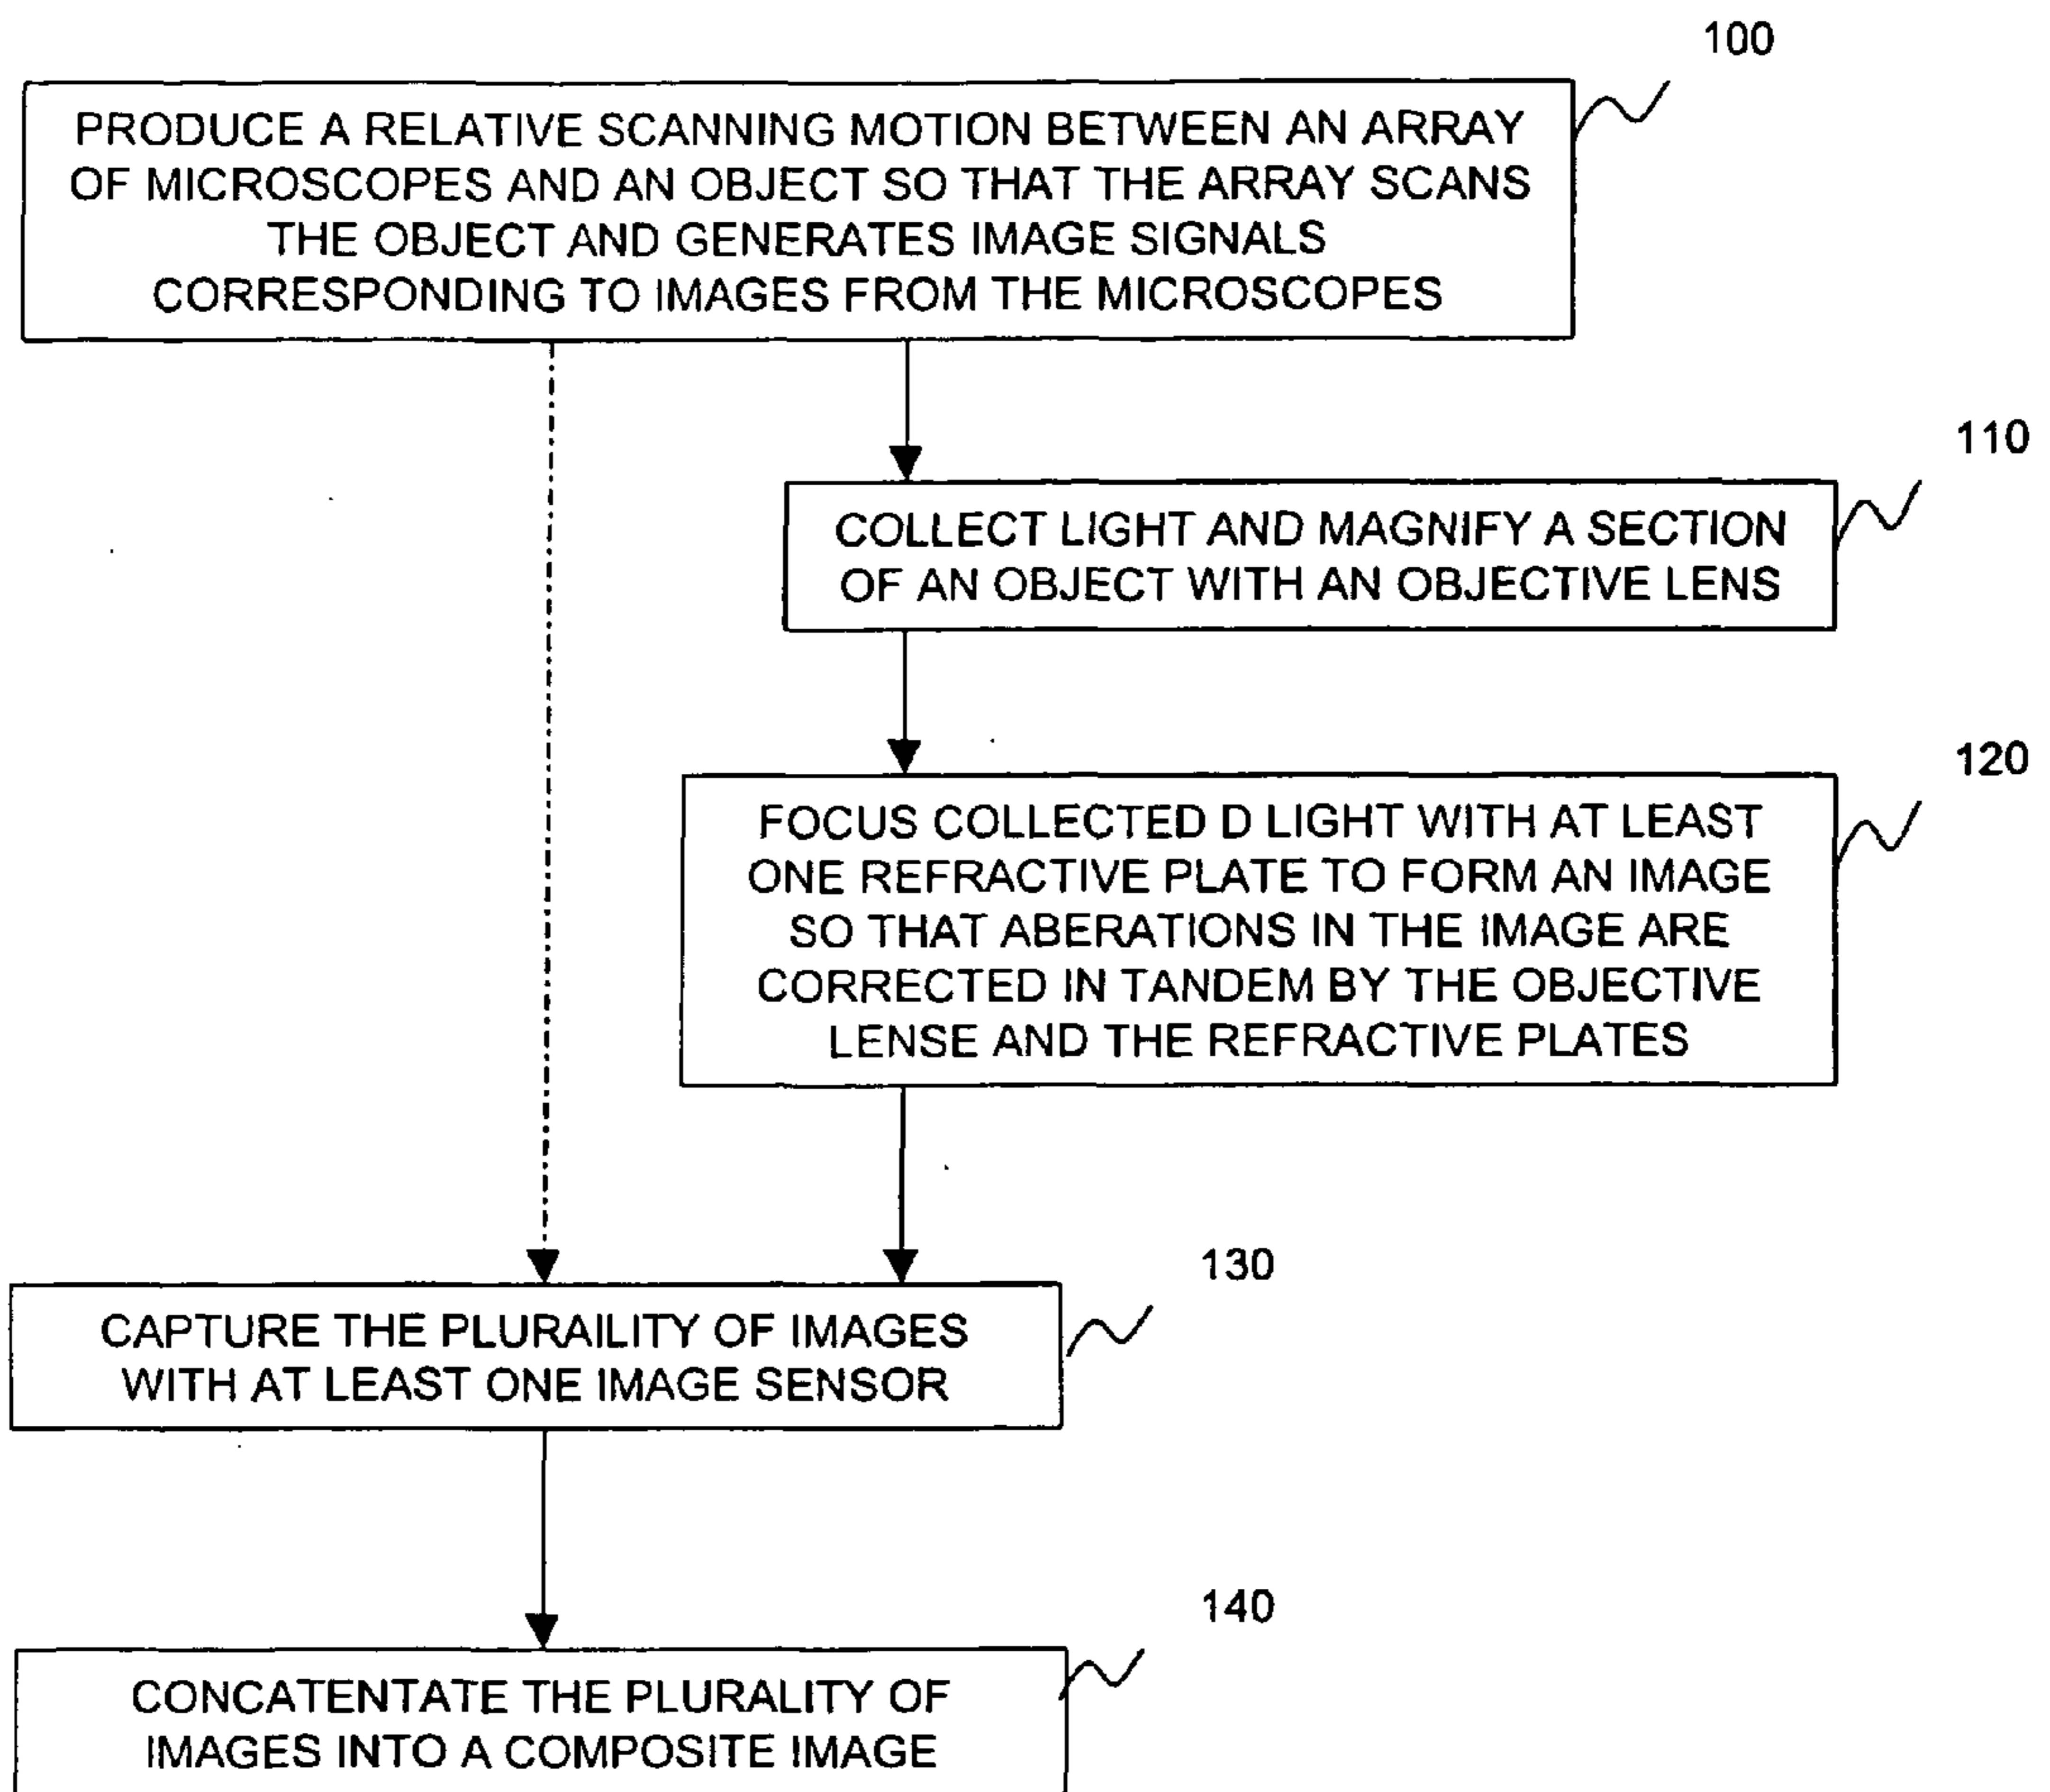 100
PRODUCE A RELATIVE SCANNING MOTION BETWEEN AN ARRAY
OF MICROSCOPES AND AN OBJECT SO THAT THE ARRAY SCANS
THE OBJECT AND GENERATES IMAGE SIGNALS
CORRESPONDING TO IMAGES FROM THE MICROSCOPES
110
COLLECT LIGHT AND MAGNIFY A SECTION
OF AN OBJECT WITH AN OBJECTIVE LENS
120
FOCUS COLLECTED D LIGHT WITH AT LEAST
ONE REFRACTIVE PLATE TO FORM AN IMAGE
SO THAT ABERATIONS IN THE IMAGE ARE
CORRECTED IN TANDEM BY THE OBJECTIVE
LENSE AND THE REFRACTIVE PLATES
130
CAPTURE THE PLURAILITY OF IMAGES
WITH AT LEAST ONE IMAGE SENSOR
140
CONCATENTATE THE PLURALITY OF
IMAGES INTO A COMPOSITE IMAGE